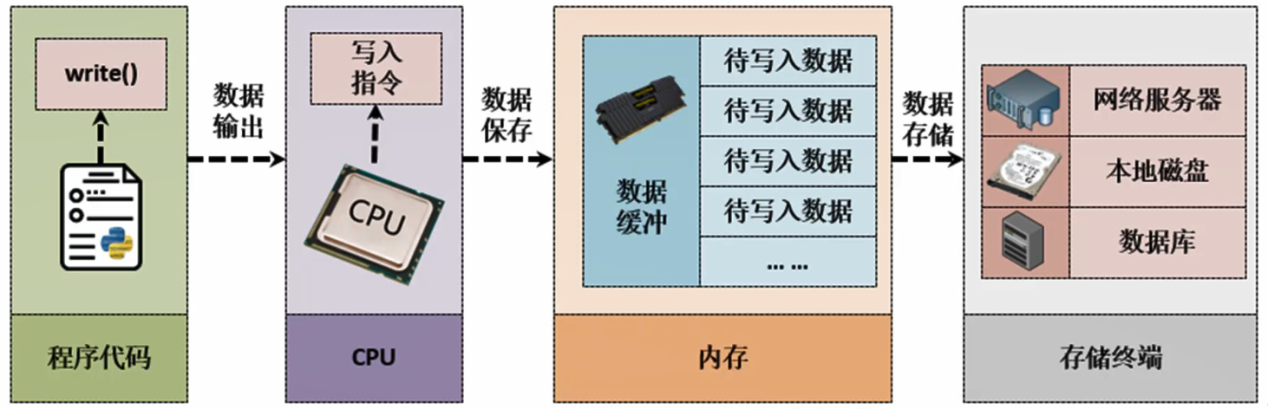 write()
程序代码
数据
输出
写入
指令
CPU
CPU
数据
保存
数据
缓冲
待写入数据
待写入数据
待写入数据
待写入数据
... ...
内存
数据
存储
网络服务器
本地磁盘
数据库
存储终端